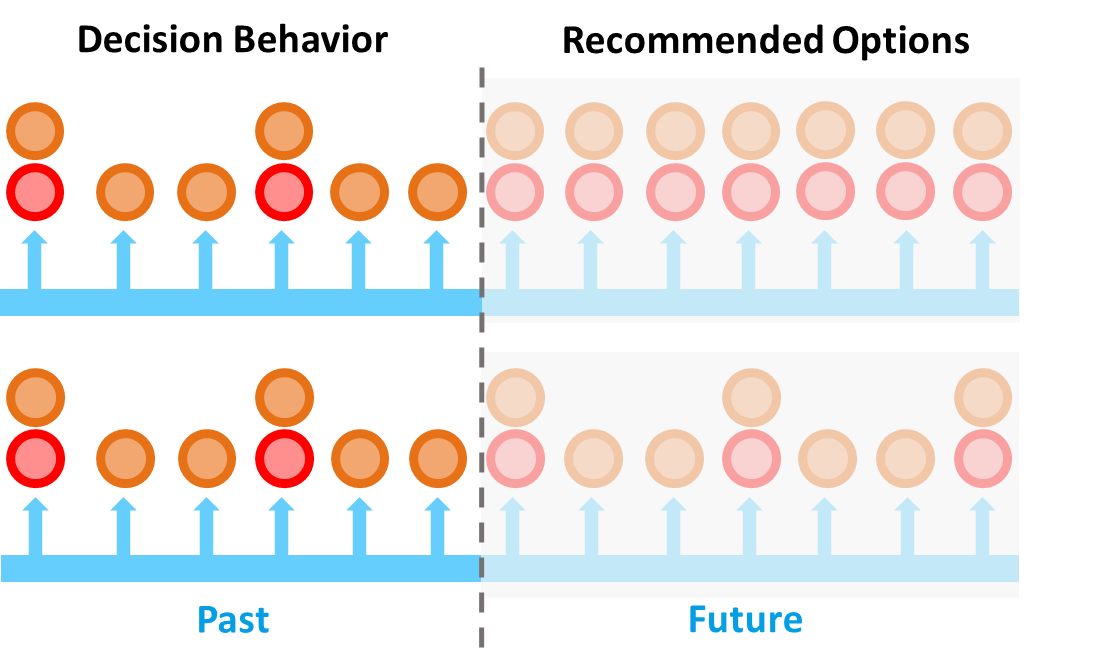 Decision Behavior
Recommended Options
Past
Future